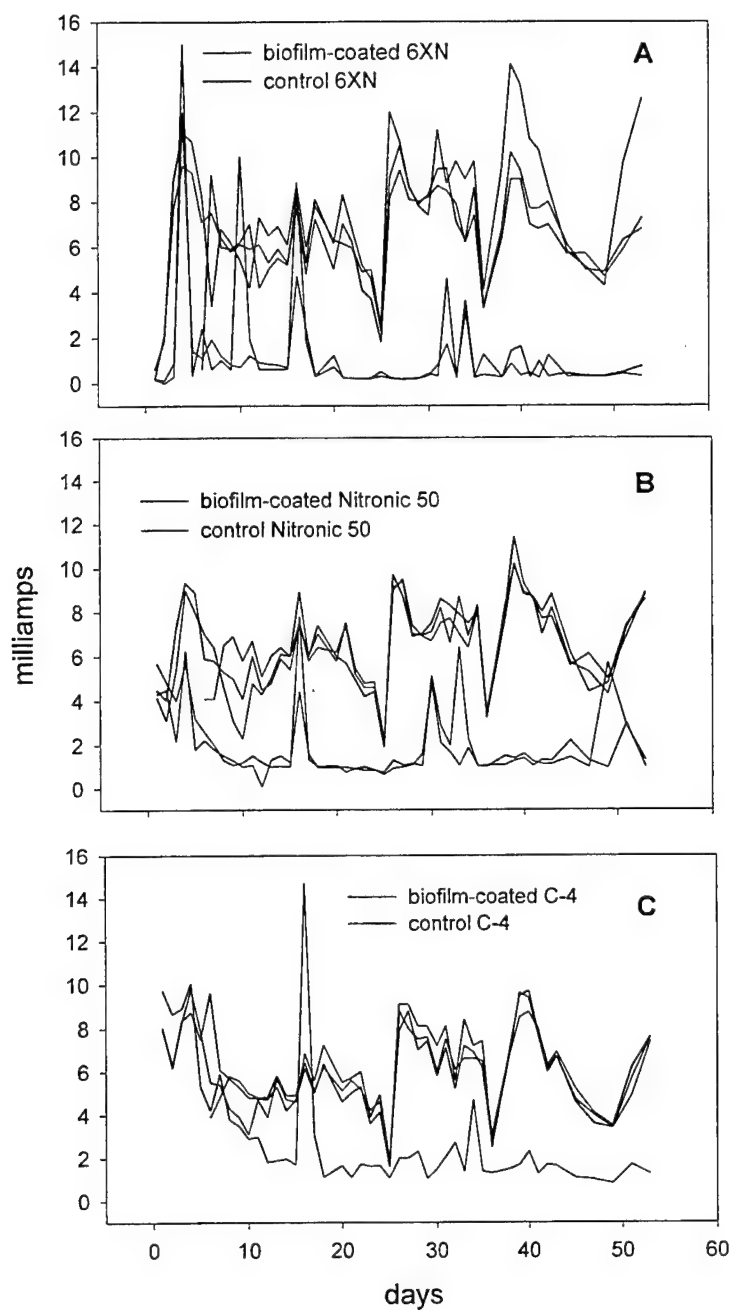 16
14
12
10
8
6
4
2
0
biofilm-coated 6XN
control 6XN
A
16
14
12
10
8
6
4
2
0
biofilm-coated Nitronic 50
control Nitronic 50
B
milliamps
16
14
12
10
8
6
4
2
0
biofilm-coated C-4
control C-4
C
0 10 20 30 40 50 60
days